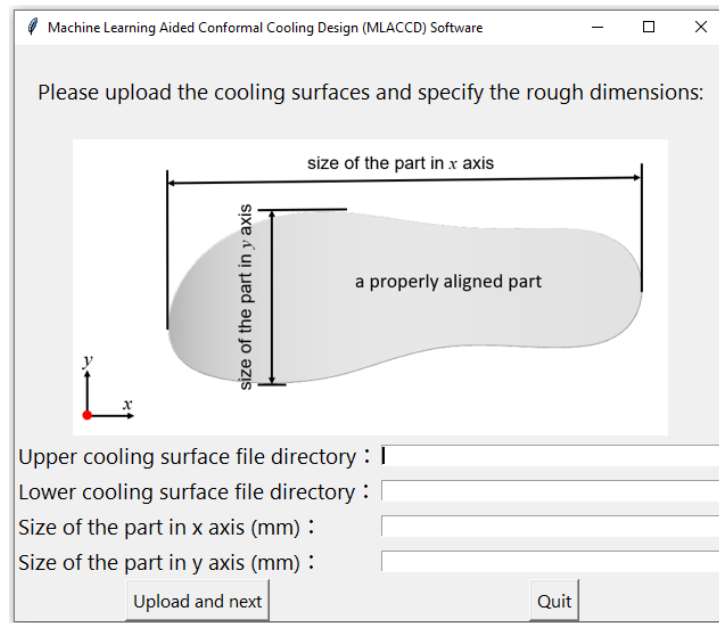 Machine Learning Aided Conformal Cooling Design (MLACCD) Software
Please upload the cooling surfaces and specify the rough dimensions:
size of the part in x axis
size of the part in y axis
a properly aligned part
y
x
Upper cooling surface file directory：
Lower cooling surface file directory：
Size of the part in x axis (mm)：
Size of the part in y axis (mm)：
Upload and next
Quit